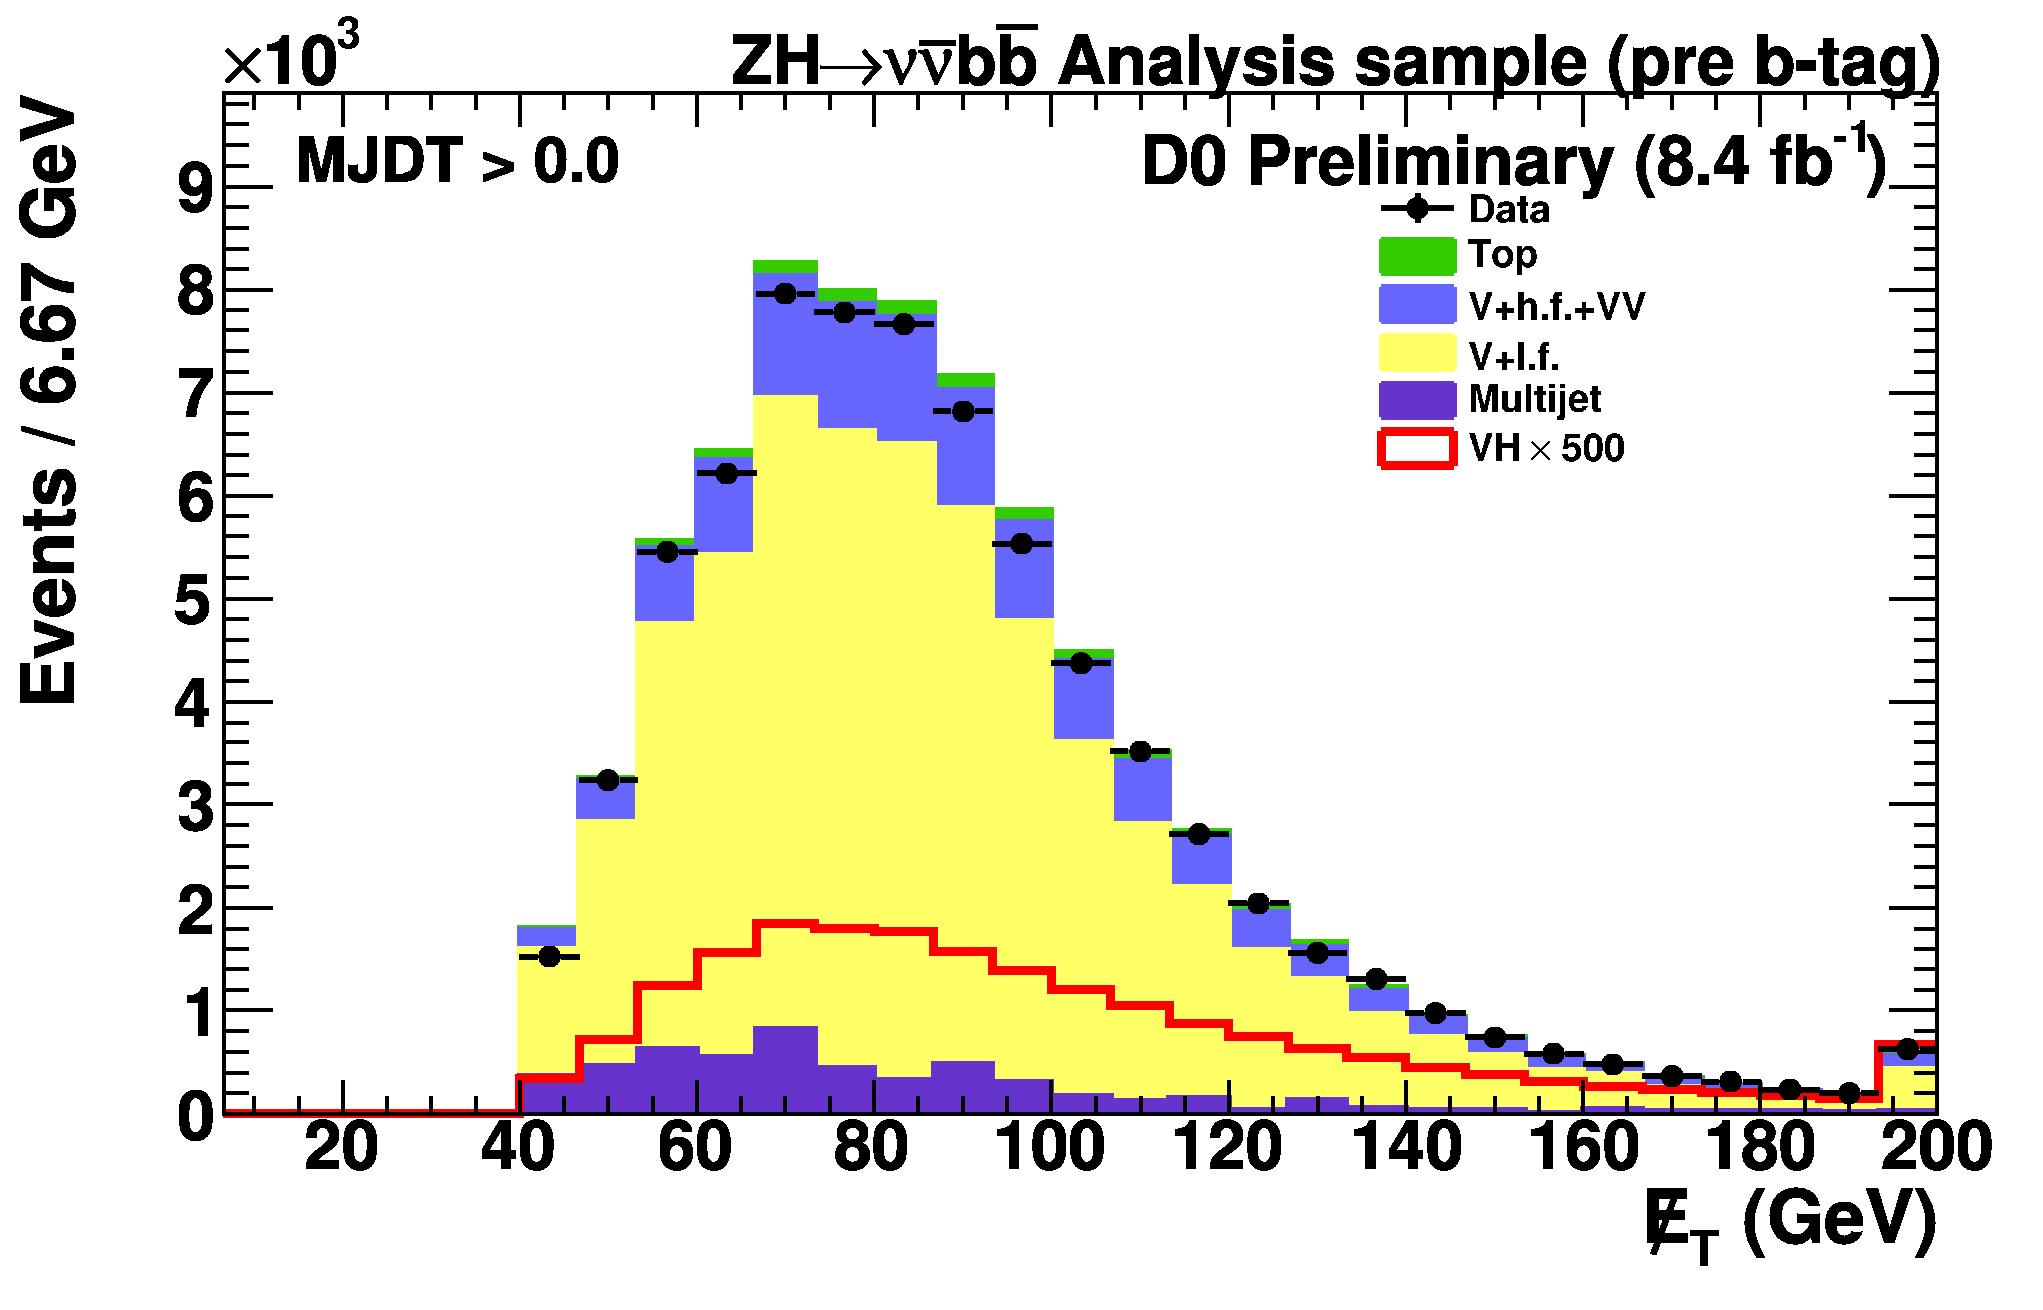 ×10³ ZH→νν̅bb̅ Analysis sample (pre b-tag)
MJDT > 0.0
D0 Preliminary (8.4 fb⁻¹)
Data
Top
V+h.f.+VV
V+l.f.
Multijet
VH × 500
Events / 6.67 GeV
9
8
7
6
5
4
3
2
1
0
20 40 60 80 100 120 140 160 180 200
E̸_T (GeV)